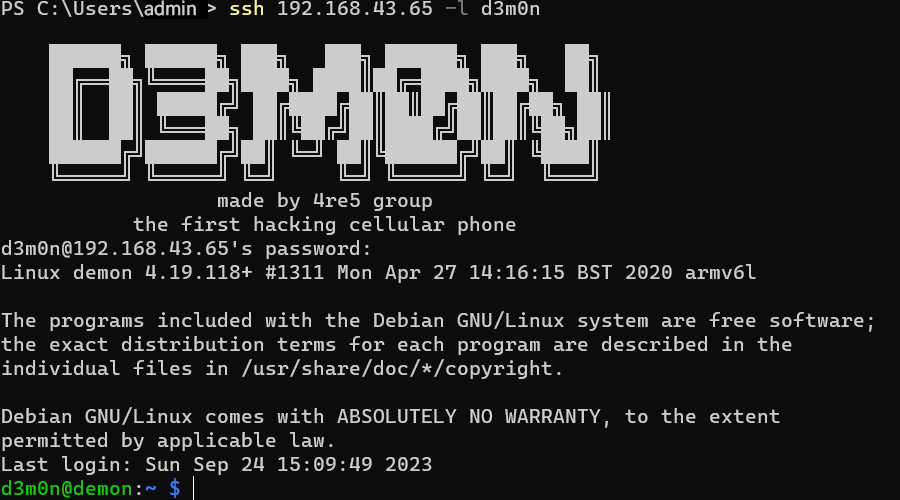 PS C:\Users\admin > ssh 192.168.43.65 -l d3m0n
D3M0N
made by 4re5 group
the first hacking cellular phone
d3m0n@192.168.43.65's password:
Linux demon 4.19.118+ #1311 Mon Apr 27 14:16:15 BST 2020 armv6l
The programs included with the Debian GNU/Linux system are free software;
the exact distribution terms for each program are described in the
individual files in /usr/share/doc/*/copyright.
Debian GNU/Linux comes with ABSOLUTELY NO WARRANTY, to the extent
permitted by applicable law.
Last login: Sun Sep 24 15:09:49 2023
d3m0n@demon:~ $